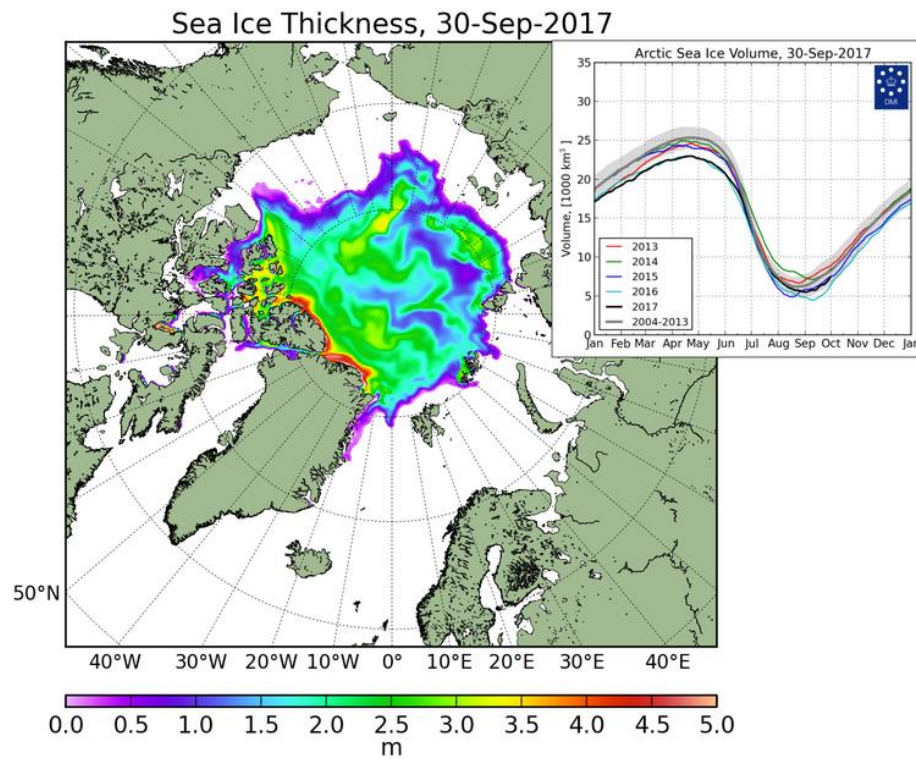 Sea Ice Thickness, 30-Sep-2017
Arctic Sea Ice Volume, 30-Sep-2017
DMI
Volume, [1000 km³]
35
30
25
20
15
10
5
0
2013
2014
2015
2016
2017
2004-2013
Jan Feb Mar Apr May Jun Jul Aug Sep Oct Nov Dec Jan
50°N
40°W 30°W 20°W 10°W 0° 10°E 20°E 30°E 40°E
0.0 0.5 1.0 1.5 2.0 2.5 3.0 3.5 4.0 4.5 5.0
m